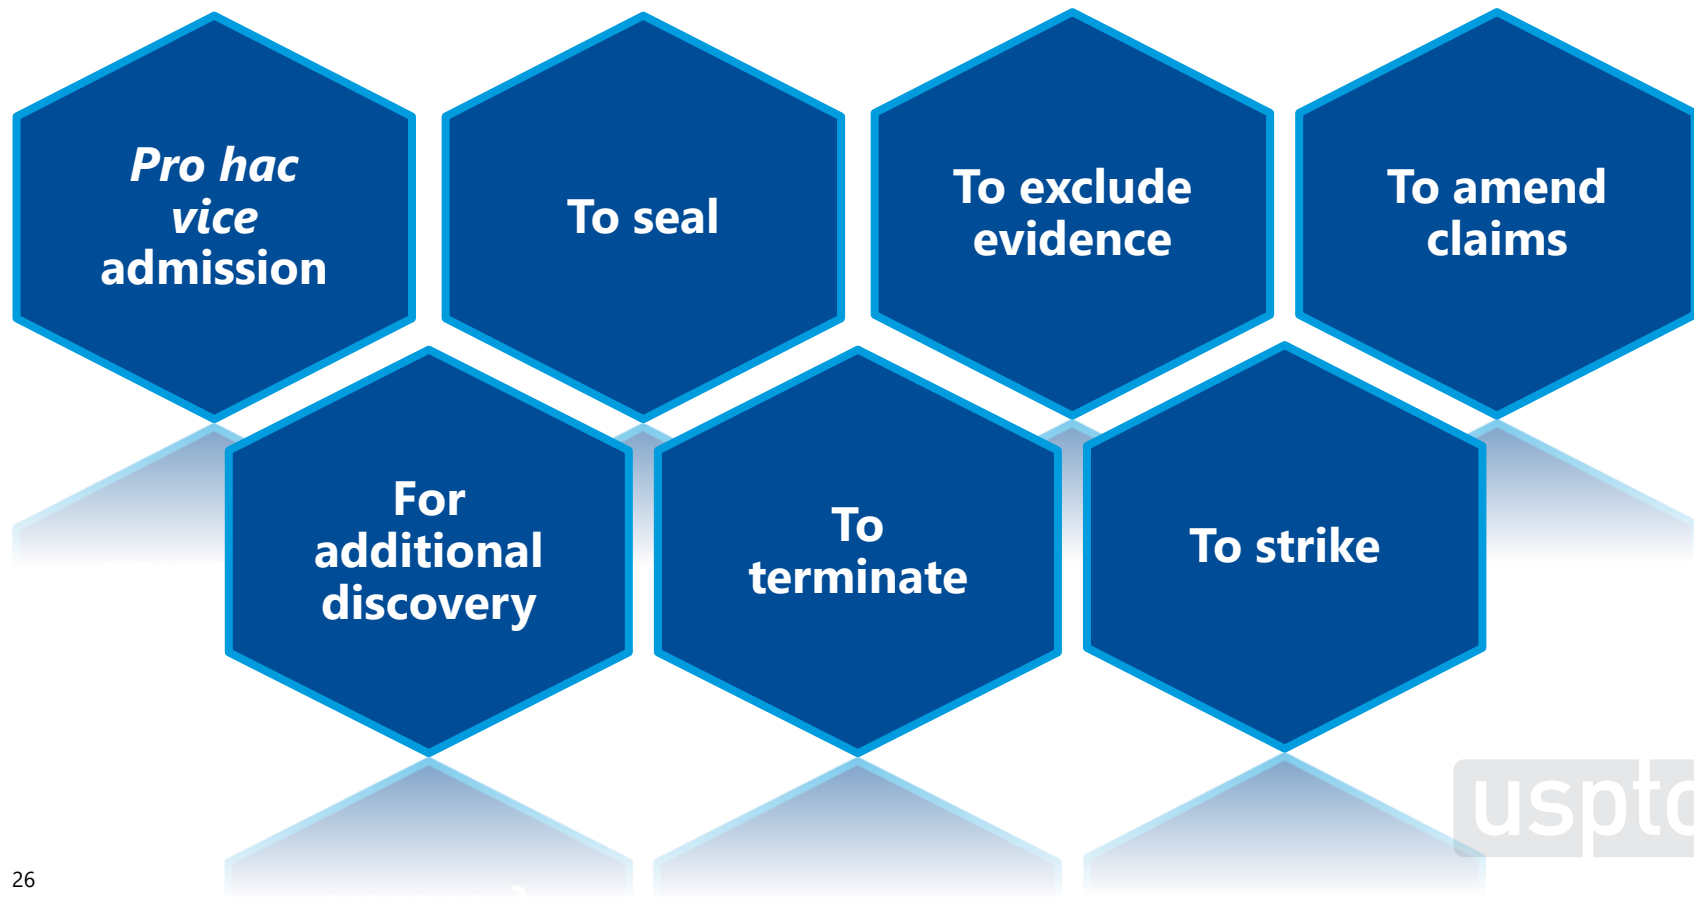 Pro hac
vice
admission
To seal
To exclude
evidence
To amend
claims
For
additional
discovery
To
terminate
To strike
uspto
26